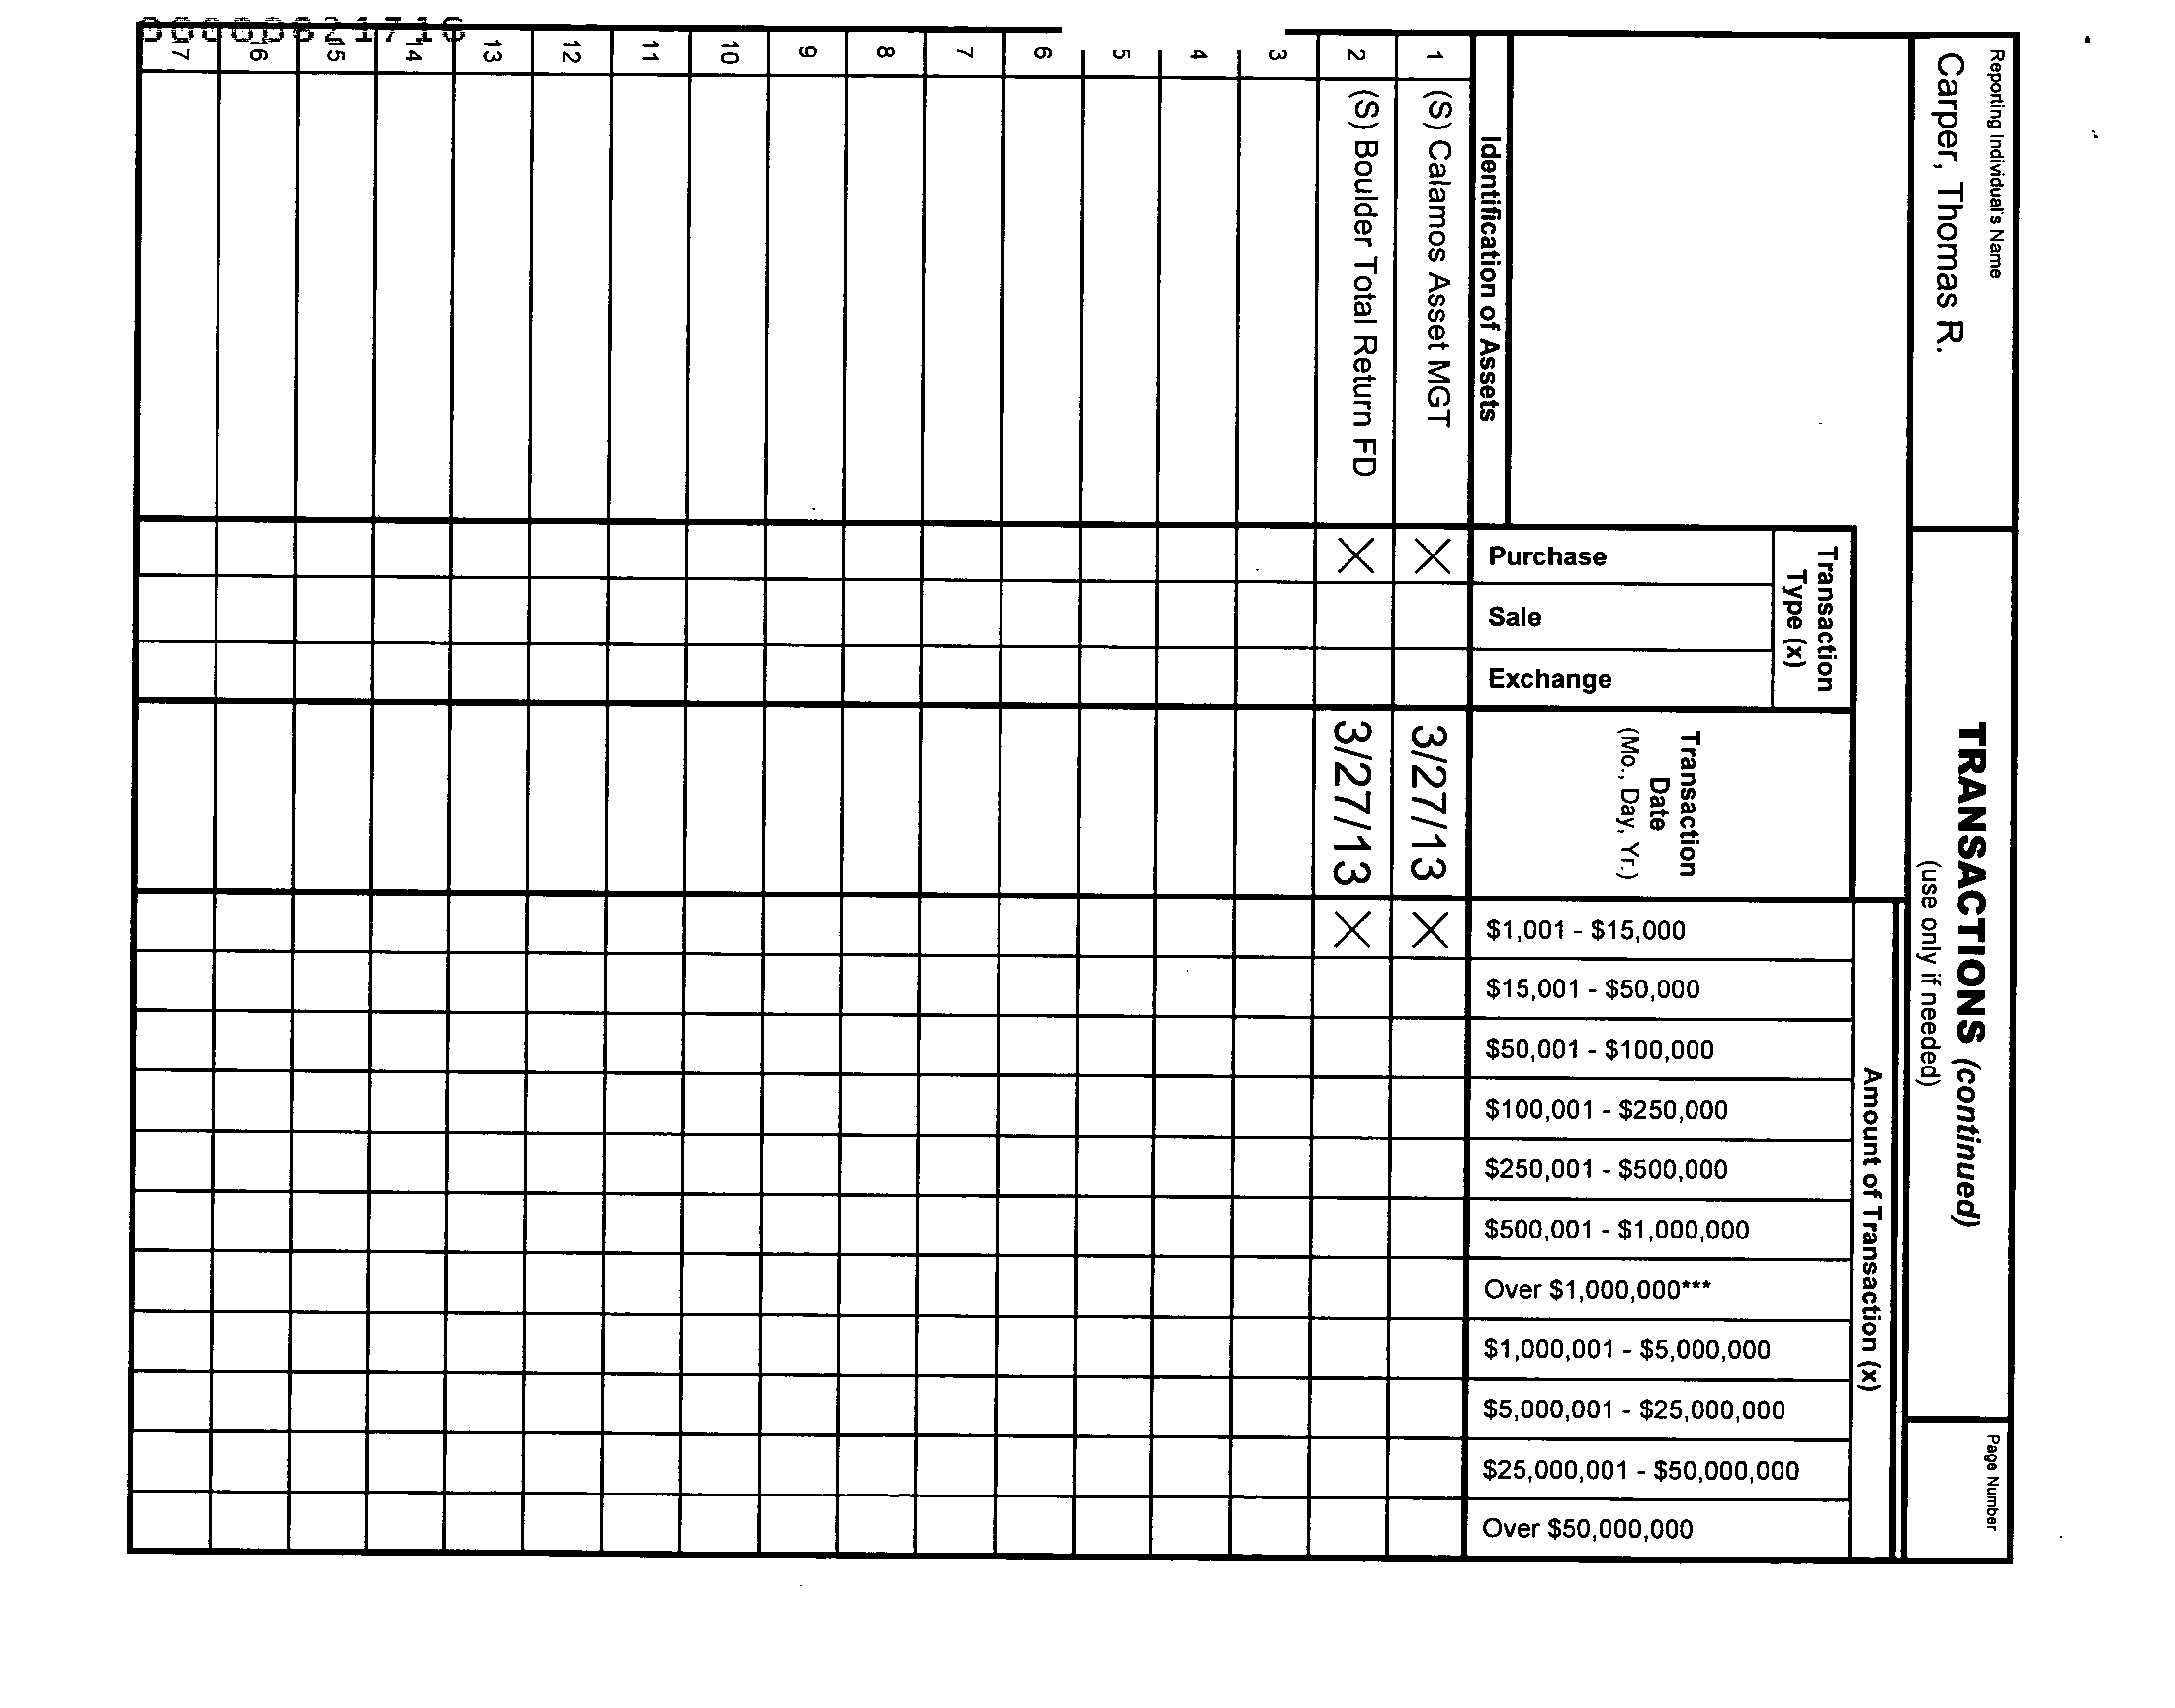 Reporting Individual's Name
Carper, Thomas R.
TRANSACTIONS (continued)
(use only if needed)
Page Number
Transaction
Type (x)
Amount of Transaction (x)
Identification of Assets
Purchase
Sale
Exchange
Transaction
Date
(Mo., Day, Yr.)
$1,001 - $15,000
$15,001 - $50,000
$50,001 - $100,000
$100,001 - $250,000
$250,001 - $500,000
$500,001 - $1,000,000
Over $1,000,000***
$1,000,001 - $5,000,000
$5,000,001 - $25,000,000
$25,000,001 - $50,000,000
Over $50,000,000
1 (S) Calamos Asset MGT X 3/27/13 X
2 (S) Boulder Total Return FD X 3/27/13 X
3
4
5
6
7
8
9
10
11
12
13
14
15
16
17